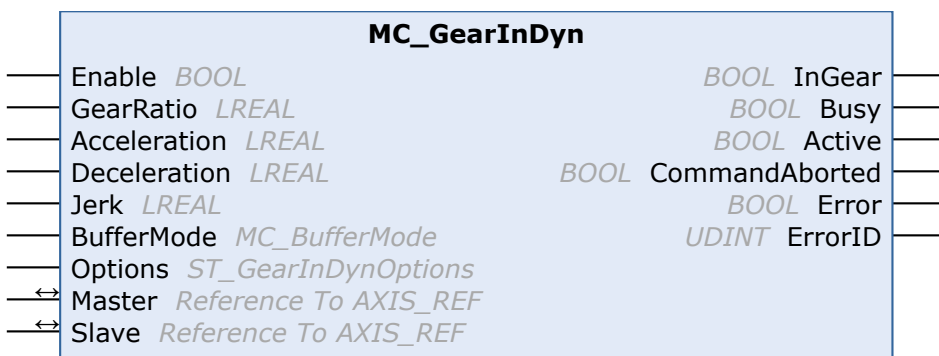 MC_GearInDyn
Enable BOOL BOOL InGear
GearRatio LREAL BOOL Busy
Acceleration LREAL BOOL Active
Deceleration LREAL BOOL CommandAborted
Jerk LREAL BOOL Error
BufferMode MC_BufferMode UDINT ErrorID
Options ST_GearInDynOptions
Master Reference To AXIS_REF
Slave Reference To AXIS_REF